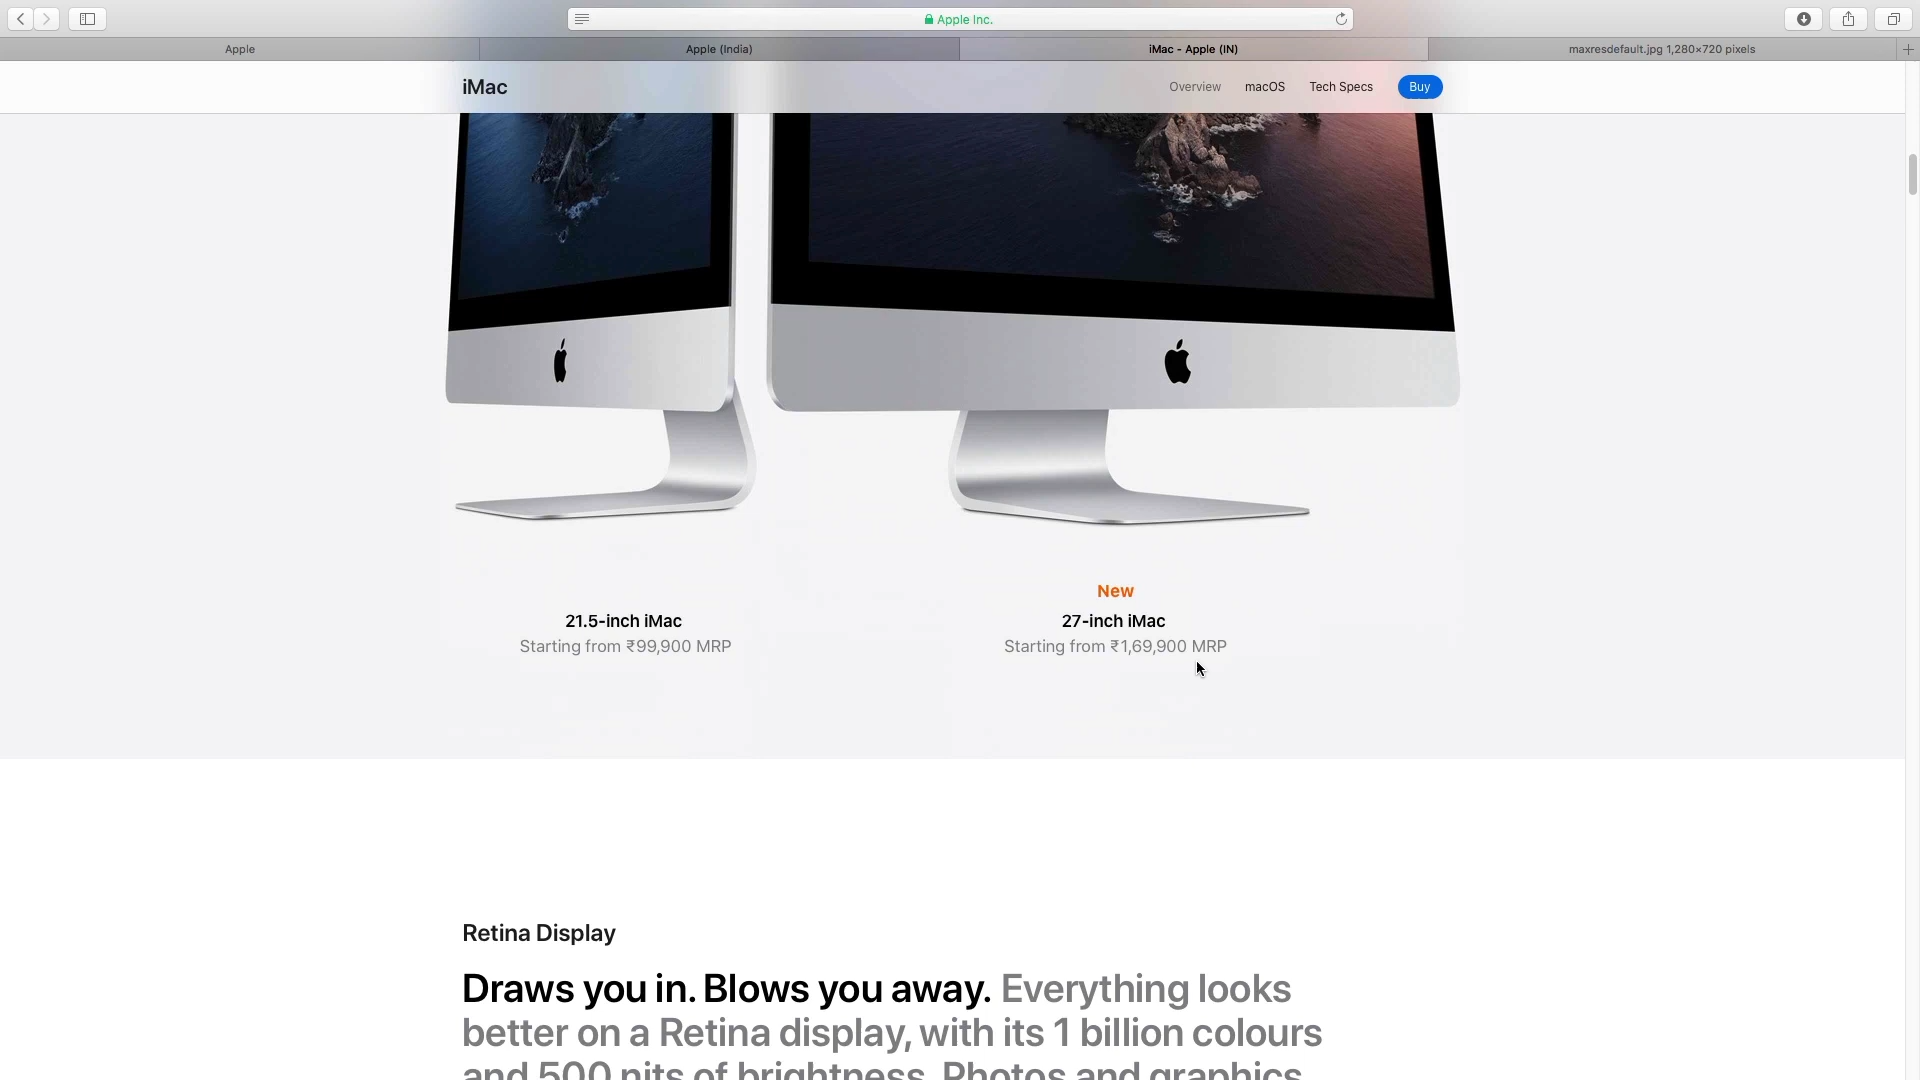 Apple Inc.
Apple
Apple (India)
iMac - Apple (IN)
maxresdefault.jpg 1,280×720 pixels
iMac
Overview
macOS
Tech Specs
Buy
New
21.5-inch iMac
27-inch iMac
Starting from ₹99,900 MRP
Starting from ₹1,69,900 MRP
Retina Display
Draws you in. Blows you away. Everything looks
better on a Retina display, with its 1 billion colours
and 500 nits of brightness. Photos and graphics